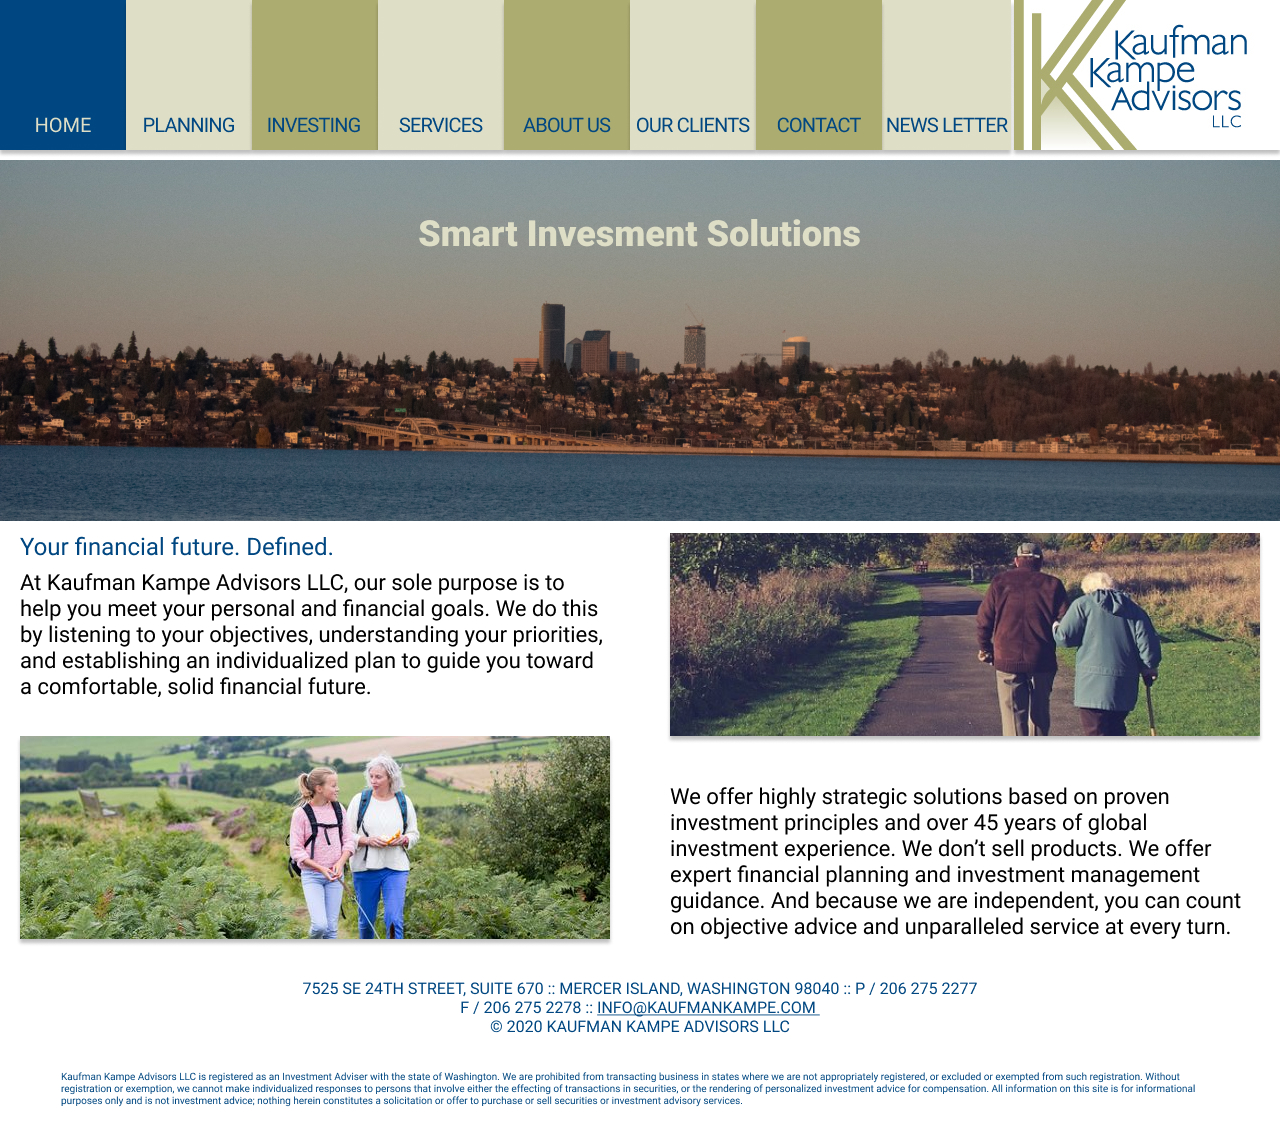 HOME
PLANNING
INVESTING
SERVICES
ABOUT US
OUR CLIENTS
CONTACT
NEWS LETTER
Kaufman
Kampe
Advisors
LLC
Smart Invesment Solutions
Your financial future. Defined.
At Kaufman Kampe Advisors LLC, our sole purpose is to
help you meet your personal and financial goals. We do this
by listening to your objectives, understanding your priorities,
and establishing an individualized plan to guide you toward
a comfortable, solid financial future.
We offer highly strategic solutions based on proven
investment principles and over 45 years of global
investment experience. We don’t sell products. We offer
expert financial planning and investment management
guidance. And because we are independent, you can count
on objective advice and unparalleled service at every turn.
7525 SE 24TH STREET, SUITE 670 :: MERCER ISLAND, WASHINGTON 98040 :: P / 206 275 2277
F / 206 275 2278 :: INFO@KAUFMANKAMPE.COM
© 2020 KAUFMAN KAMPE ADVISORS LLC
Kaufman Kampe Advisors LLC is registered as an Investment Adviser with the state of Washington. We are prohibited from transacting business in states where we are not appropriately registered, or excluded or exempted from such registration. Without
registration or exemption, we cannot make individualized responses to persons that involve either the effecting of transactions in securities, or the rendering of personalized investment advice for compensation. All information on this site is for informational
purposes only and is not investment advice; nothing herein constitutes a solicitation or offer to purchase or sell securities or investment advisory services.